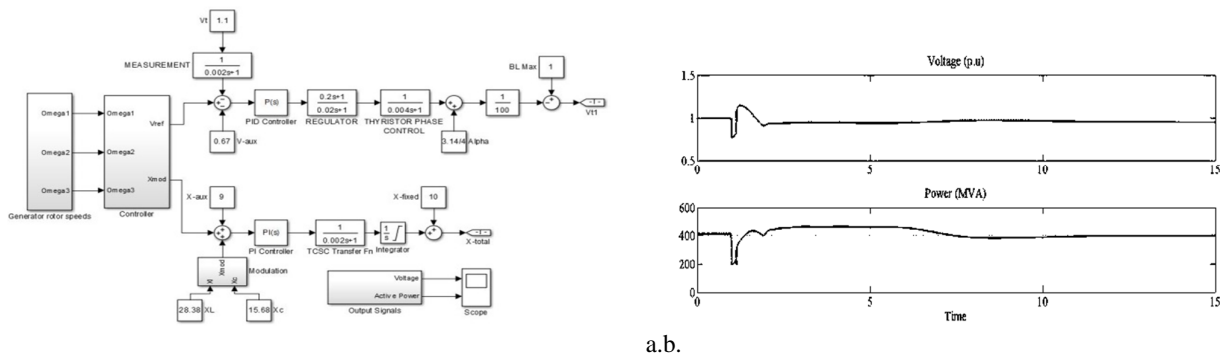 Vt
1.1
MEASUREMENT
1
0.002s+1
BL Max
1
Omega1
Omega2
Omega3
Generator rotor speeds
Omega1
Omega2
Omega3
Vref
Xmod
Controller
P(s)
PID Controller
0.2s+1
0.02s+1
REGULATOR
1
0.004s+1
THYRISTOR PHASE
CONTROL
1
100
Vt1
0.67
V-aux
3.14/4
Alpha
X-aux
9
X-fixed
10
PI(s)
PI Controller
1
0.002s+1
TCSC Transfer Fn
1
s
Integrator
X-total
Xmod
Xl
Xc
Modulation
28.38
XL
15.68
Xc
Voltage
Active Power
Output Signals
Scope
Voltage (p.u)
1.5
1
0.5
0
5
10
15
Power (MVA)
600
400
200
0
0
5
10
15
Time
a.b.